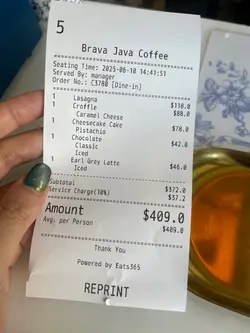 5
Brava Java Coffee
Seating Time: 2025-06-10 14:41:51
Served By: manager
Order No.: C3780 [Dine-in]
1 Lasagna $118.0
1 Croffle $88.0
Caramel Cheese
1 Cheesecake Cake $78.0
Pistachio
1 Chocolate $42.0
Classic
Iced
1 Earl Grey Latte $46.0
Iced
Subtotal $372.0
Service Charge(10%) $37.2
Amount $409.0
Avg. per Person $409.0
Thank You
Powered by Eats365
REPRINT